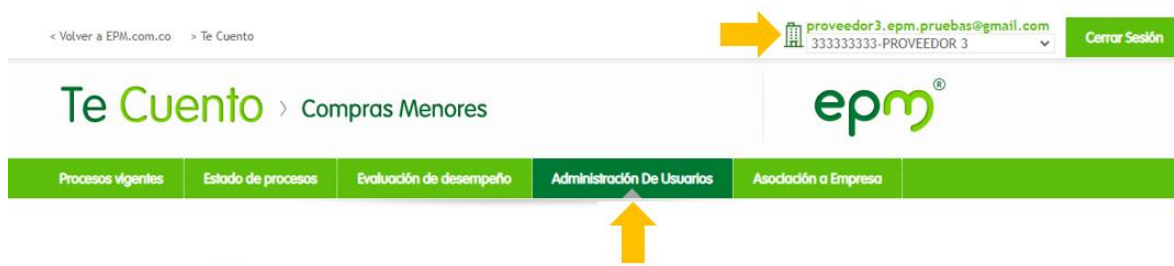 < Volver a EPM.com.co > Te Cuento
proveedor3.epm.pruebas@gmail.com
333333333-PROVEEDOR 3
Cerrar Sesión
Te Cuento > Compras Menores
epm®
Procesos vigentes Estado de procesos Evaluación de desempeño Administración De Usuarios Asociación a Empresa